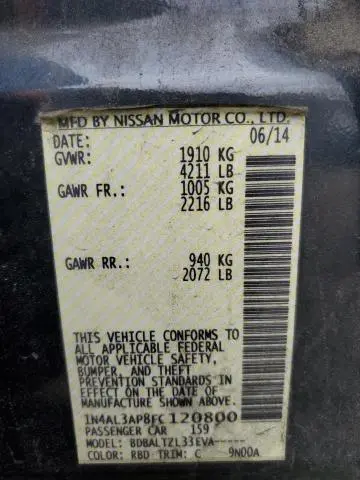 MFD BY NISSAN MOTOR CO., LTD.
DATE: 06/14
GVWR: 1910 KG
4211 LB
GAWR FR.: 1005 KG
2216 LB
GAWR RR.: 940 KG
2072 LB
THIS VEHICLE CONFORMS TO
ALL APPLICABLE FEDERAL
MOTOR VEHICLE SAFETY,
BUMPER, AND THEFT
PREVENTION STANDARDS
IN EFFECT ON THE DATE OF
MANUFACTURE SHOWN ABOVE.
1N4AL3AP8FC120800
PASSENGER CAR 159
MODEL: BDBALTZL33EVA-----
COLOR: RBD TRIM: C 9N00A